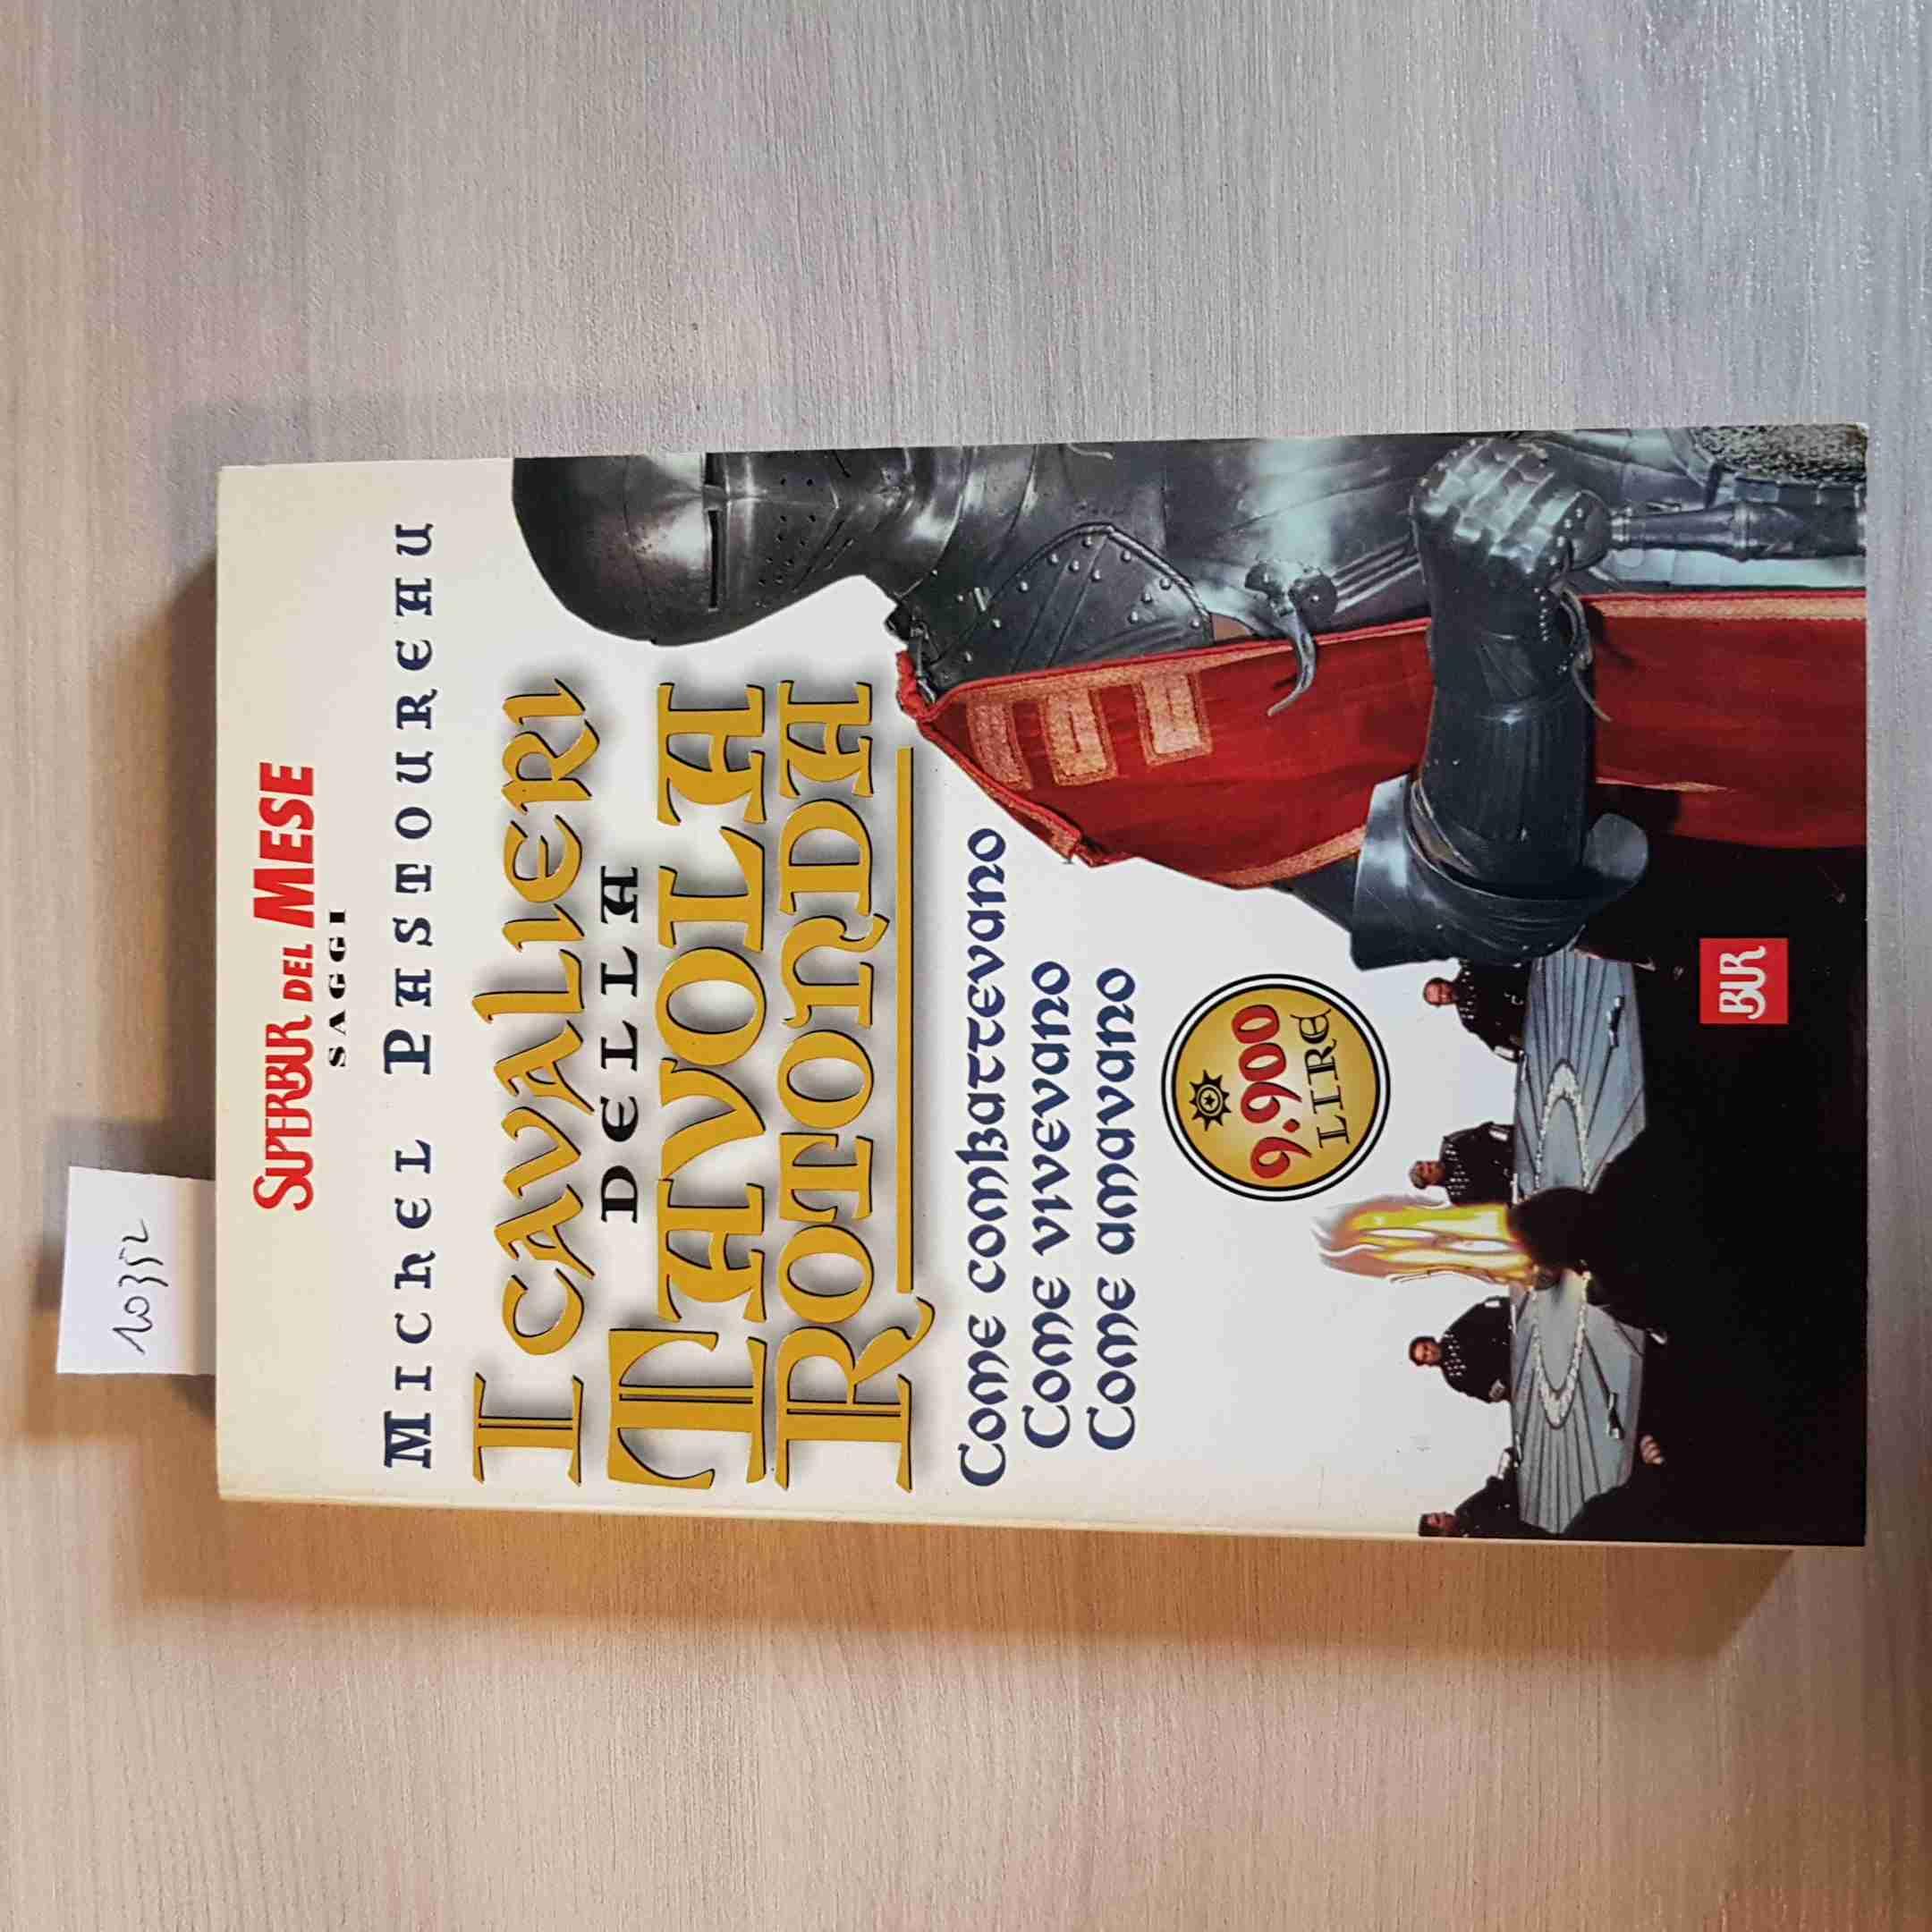 10352
SUPERBUR DEL MESE
SAGGI
MICHEL PASTOUREAU
I CAVALIERI
DELLA
TAVOLA
ROTONDA
Come combattevano
Come vivevano
Come amavano
9.900
LIRE
BUR